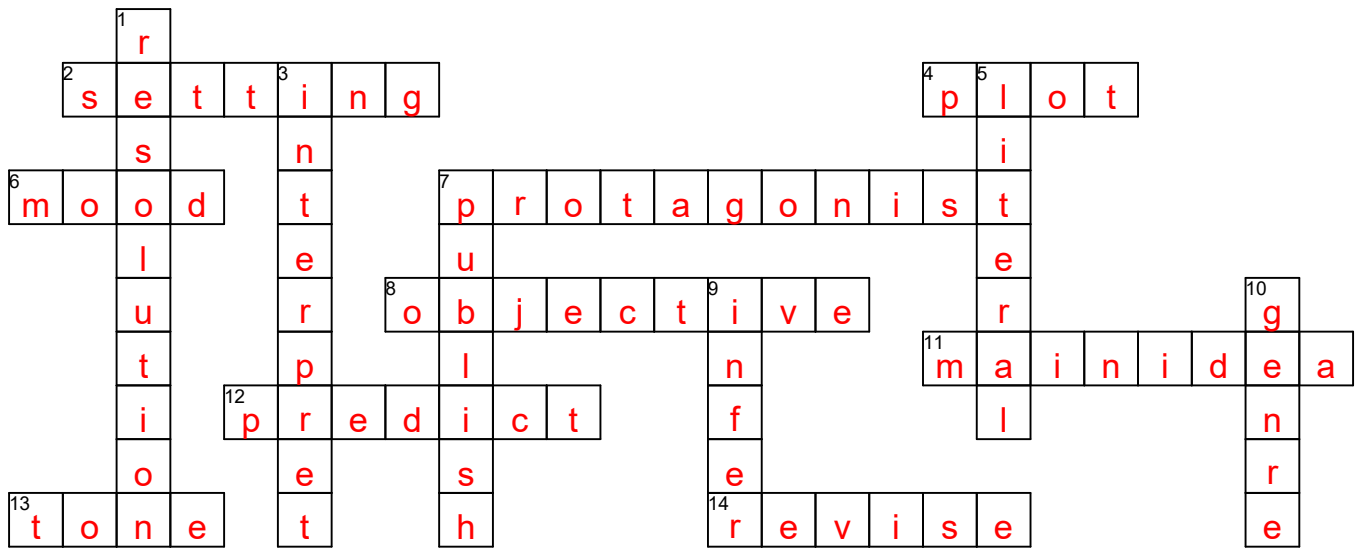 1 r
2 s e t t 3 i n g 4 p 5 l o t
s n i
6 m o o d t 7 p r o t a g o n i s t
l e u e
u r 8 o b j e c t 9 i v e r 10 g
t p l n 11 m a i n i d e a
i 12 p r e d i c t f l n
o e s e r
13 t o n e t h 14 r e v i s e e